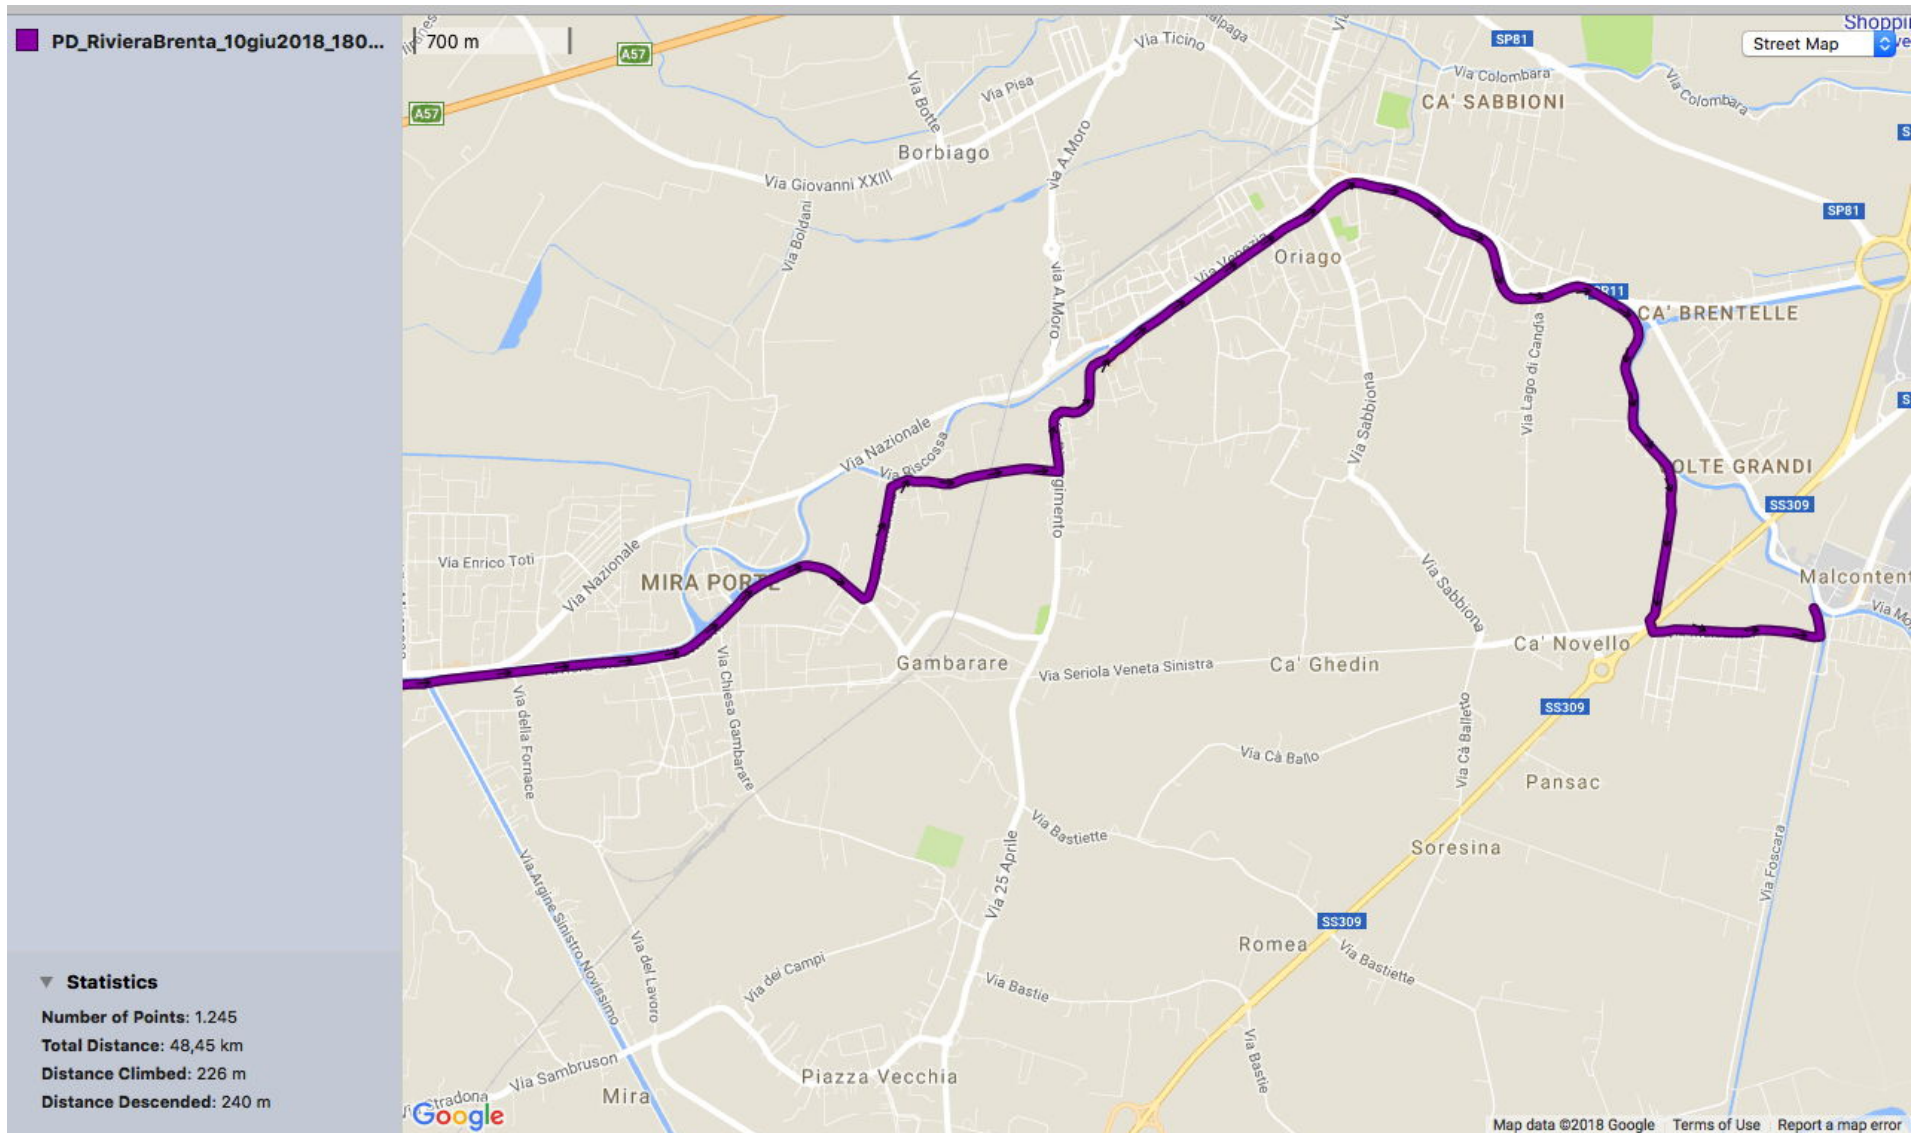 PD_RivieraBrenta_10giu2018_180...
700 m
Street Map
A57
A57
Via Ticino
SP81
Via Colombara
Via Colombara
CA' SABBIONI
Via Pisa
Via Botte
Borbiago
Via A.Moro
Via Giovanni XXIII
Via Boldani
SP81
Via Venezia
Oriago
Via A.Moro
CA' BRENTELLE
Via Lago di Candia
Via Sabbiona
Via Nazionale
Via Riscossa
SS309
Via Enrico Toti
Via Nazionale
MIRA PORTE
Via Sabbiona
Gambarare
Via Seriola Veneta Sinistra
Ca' Ghedin
Ca' Novello
SS309
Via della Fornace
Via Chiesa Gambarare
Via Cà Ballo
Via Cà Balletto
Pansac
Via Bastiette
Soresina
Via Foscara
Via 25 Aprile
Via Argine Sinistro Novissimo
SS309
Romea
Via Bastiette
Via del Lavoro
Via dei Campi
Via Bastie
Via Bastie
Via Sambruson
Piazza Vecchia
Mira
Statistics
Number of Points: 1.245
Total Distance: 48,45 km
Distance Climbed: 226 m
Distance Descended: 240 m
Google
Map data ©2018 Google
Terms of Use
Report a map error